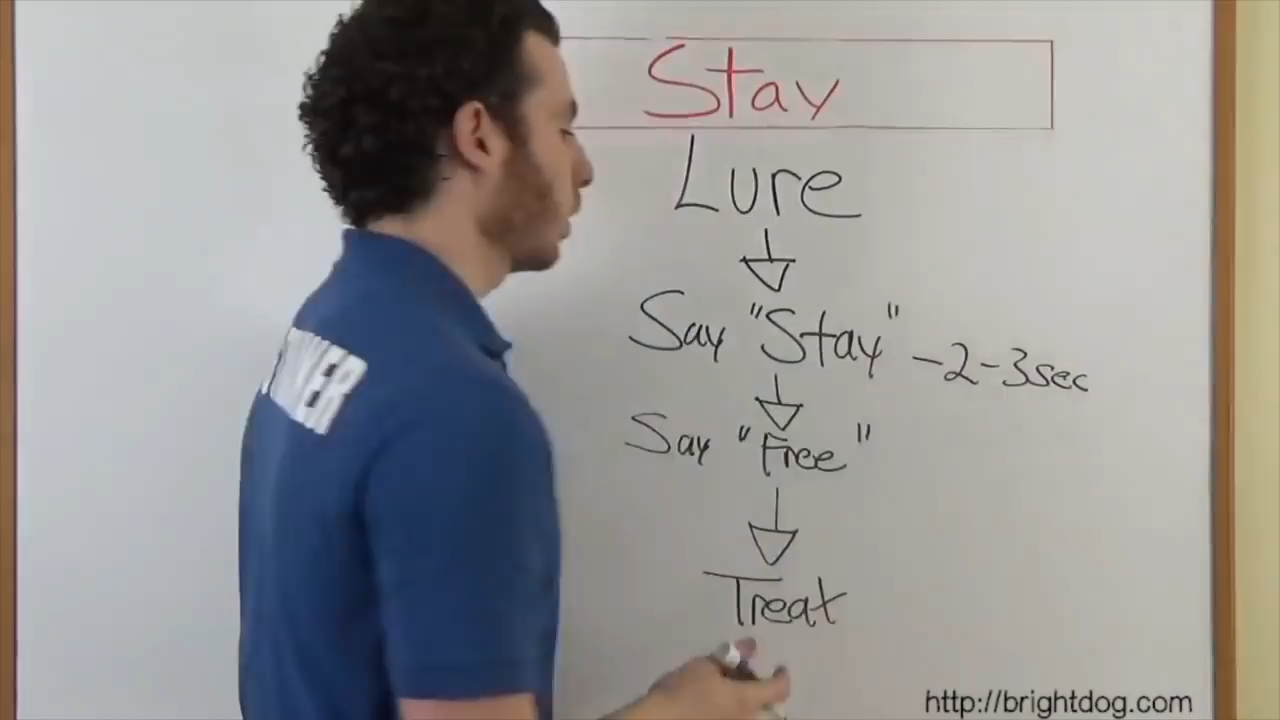 Stay
Lure
Say "Stay" -2-3sec
Say "Free"
Treat
http://brightdog.com